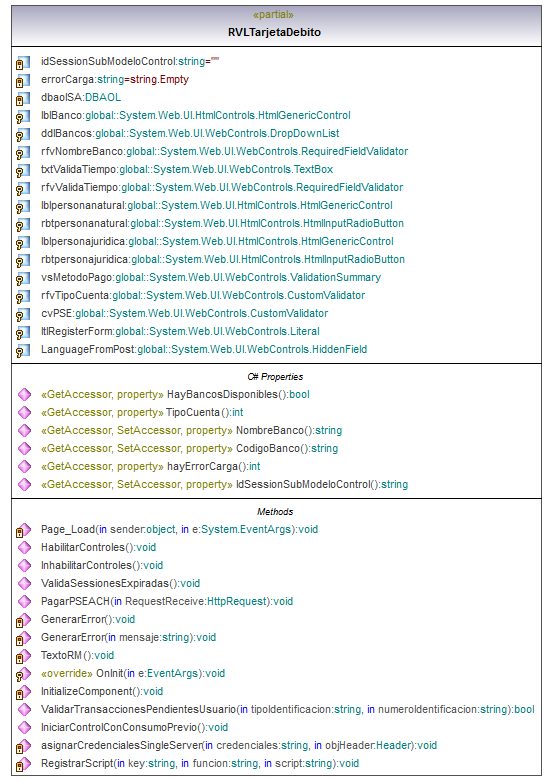 «partial»
RVLTarjetaDebito
idSessionSubModeloControl:string=""
errorCarga:string=string.Empty
dbaolSA:DBAOL
lblBanco:global::System.Web.UI.HtmlControls.HtmlGenericControl
ddlBancos:global::System.Web.UI.WebControls.DropDownList
rfvNombreBanco:global::System.Web.UI.WebControls.RequiredFieldValidator
txtValidaTiempo:global::System.Web.UI.WebControls.TextBox
rfvValidaTiempo:global::System.Web.UI.WebControls.RequiredFieldValidator
lblpersonanatural:global::System.Web.UI.HtmlControls.HtmlGenericControl
rbtpersonanatural:global::System.Web.UI.HtmlControls.HtmlInputRadioButton
lblpersonajuridica:global::System.Web.UI.HtmlControls.HtmlGenericControl
rbtpersonajuridica:global::System.Web.UI.HtmlControls.HtmlInputRadioButton
vsMetodoPago:global::System.Web.UI.WebControls.ValidationSummary
rfvTipoCuenta:global::System.Web.UI.WebControls.CustomValidator
cvPSE:global::System.Web.UI.WebControls.CustomValidator
ltlRegisterForm:global::System.Web.UI.WebControls.Literal
LanguageFromPost:global::System.Web.UI.WebControls.HiddenField
C# Properties
«GetAccessor, property» HayBancosDisponibles():bool
«GetAccessor, property» TipoCuenta():int
«GetAccessor, SetAccessor, property» NombreBanco():string
«GetAccessor, SetAccessor, property» CodigoBanco():string
«GetAccessor, property» hayErrorCarga():int
«GetAccessor, SetAccessor, property» IdSessionSubModeloControl():string
Methods
Page_Load(in sender:object, in e:System.EventArgs):void
HabilitarControles():void
InhabilitarControles():void
ValidaSessionesExpiradas():void
PagarPSEACH(in RequestReceive:HttpRequest):void
GenerarError():void
GenerarError(in mensaje:string):void
TextoRM():void
«override» OnInit(in e:EventArgs):void
InitializeComponent():void
ValidarTransaccionesPendientesUsuario(in tipoIdentificacion:string, in numeroIdentificacion:string):bool
IniciarControlConConsumoPrevio():void
asignarCredencialesSingleServer(in credenciales:string, in objHeader:Header):void
RegistrarScript(in key:string, in funcion:string, in script:string):void